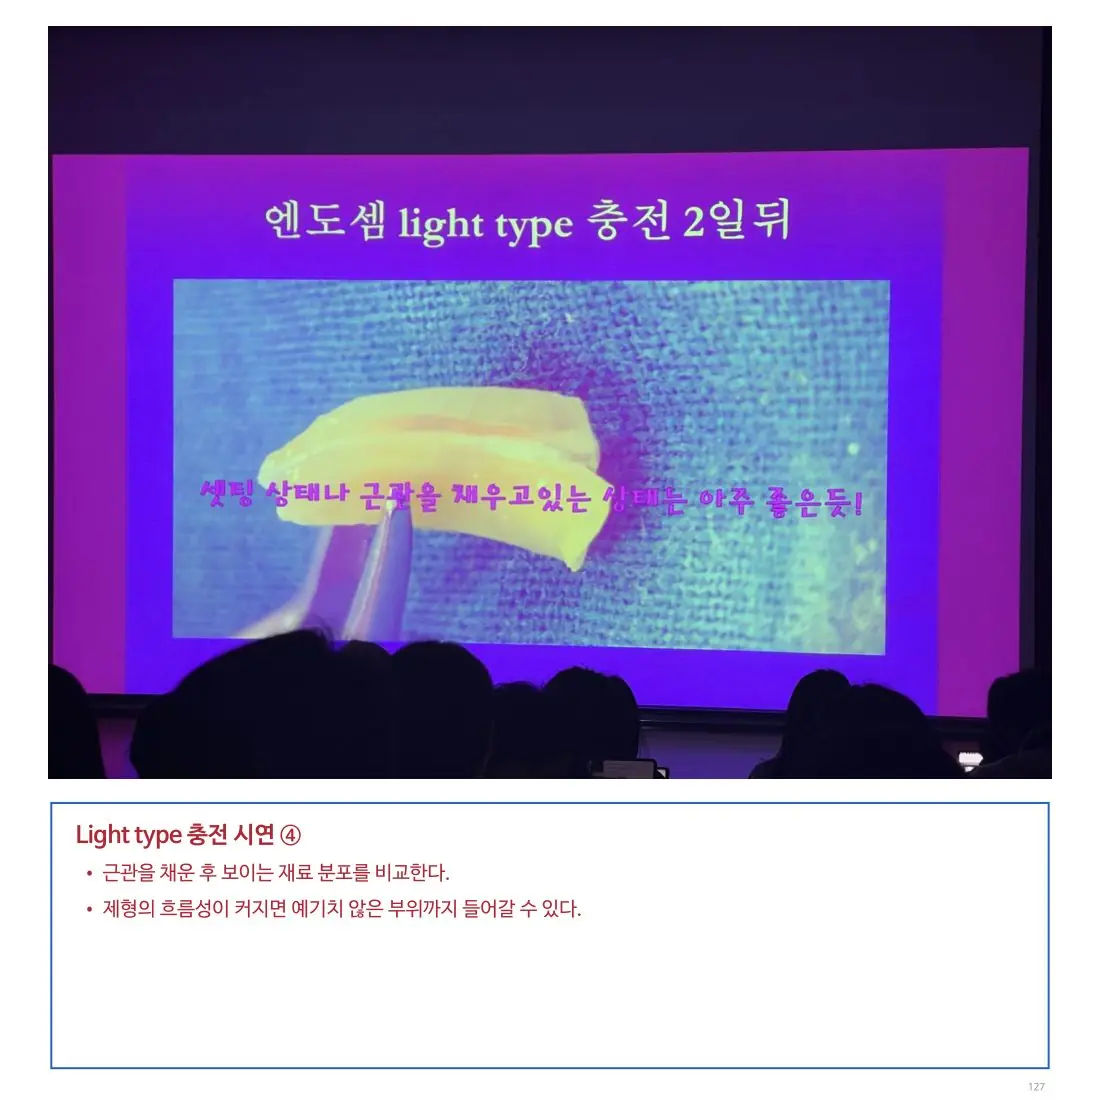 엔도셈 light type 충전 2일뒤
셋팅 상태나 근관을 채우고있는 상태는 아주 좋은듯!
Light type 충전 시연 ④
• 근관을 채운 후 보이는 재료 분포를 비교한다.
• 제형의 흐름성이 커지면 예기치 않은 부위까지 들어갈 수 있다.
127